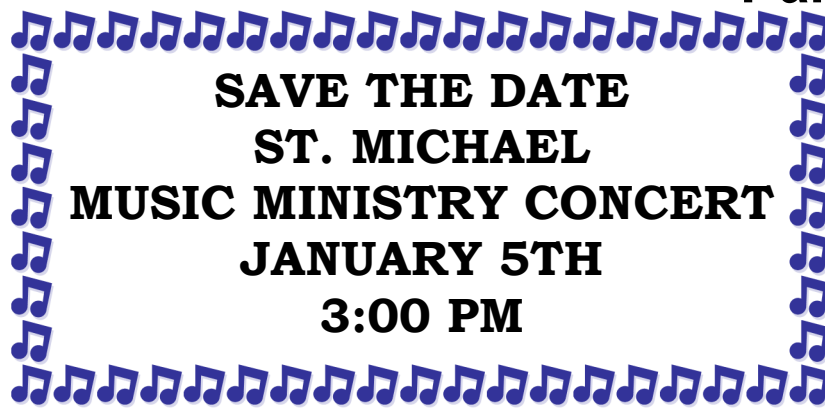 SAVE THE DATE
ST. MICHAEL
MUSIC MINISTRY CONCERT
JANUARY 5TH
3:00 PM